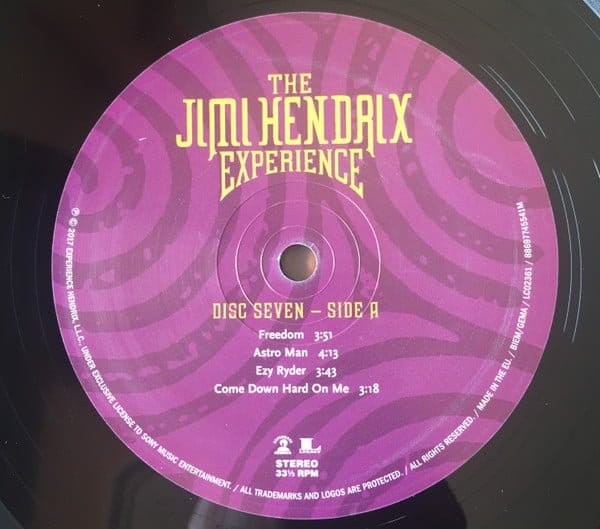 THE
JIMI HENDRIX
EXPERIENCE
DISC SEVEN – SIDE A
Freedom 3:51
Astro Man 4:13
Ezy Ryder 3:43
Come Down Hard On Me 3:18
L
LEGACY
STEREO
33⅓ RPM
℗ © 2017 EXPERIENCE HENDRIX, L.L.C., UNDER EXCLUSIVE LICENSE TO SONY MUSIC ENTERTAINMENT. / ALL TRADEMARKS AND LOGOS ARE PROTECTED. / ALL RIGHTS RESERVED. / MADE IN THE EU. / BIEM/GEMA / LC02361 / 88697745541M